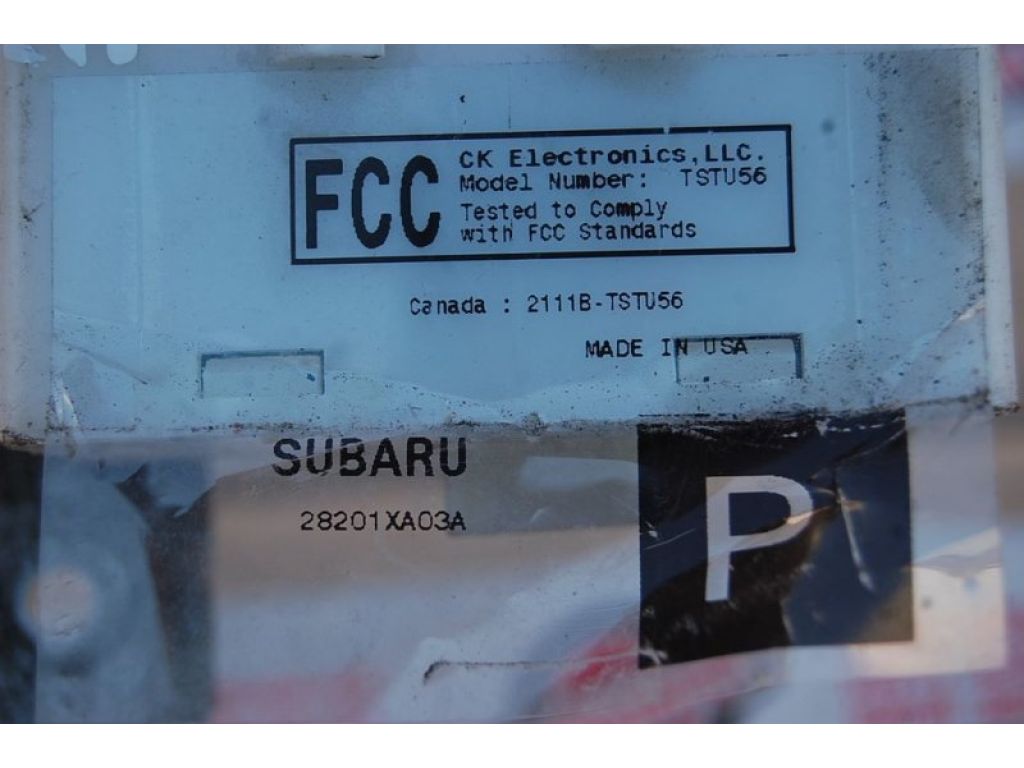 FCC
CK Electronics, LLC.
Model Number: TSTU56
Tested to Comply
with FCC Standards
Canada : 2111B-TSTU56
MADE IN USA
SUBARU
28201XA03A
P